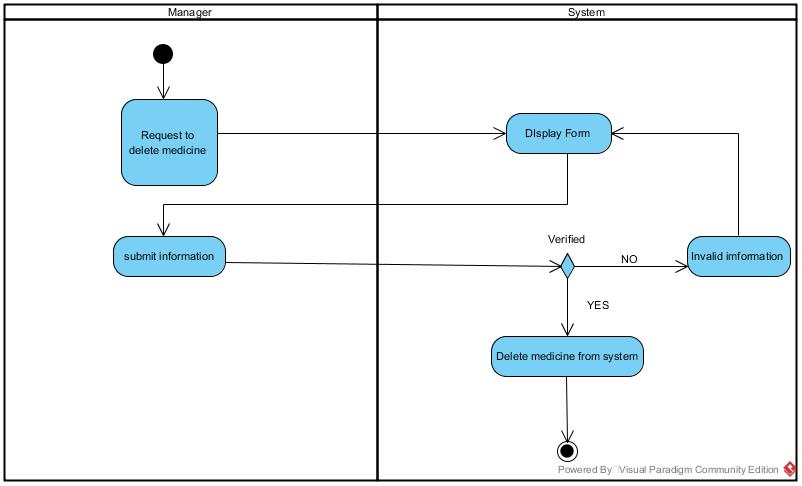 Manager
System
Request to
delete medicine
DIsplay Form
submit information
Verified
NO
Invalid imformation
YES
Delete medicine from system
Powered By Visual Paradigm Community Edition